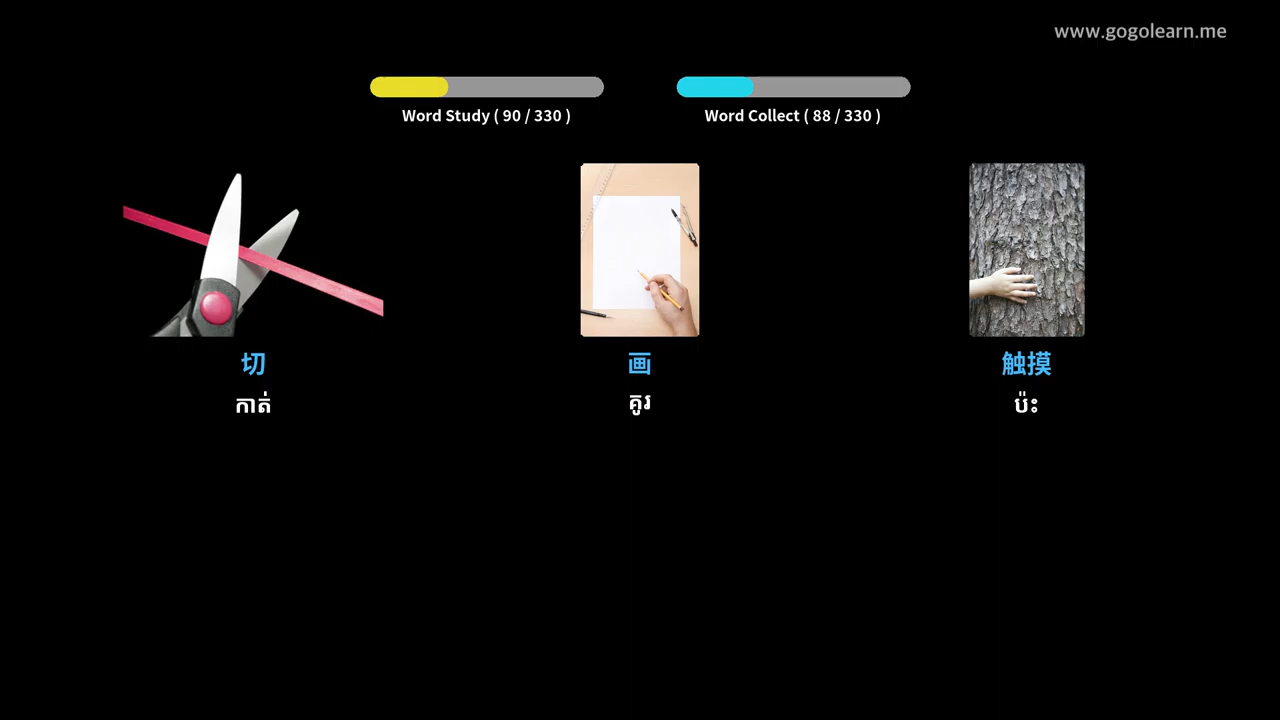 www.gogolearn.me
Word Study ( 90 / 330 )
Word Collect ( 88 / 330 )
切
画
触摸
កាត់
គូរ
ប៉ះ